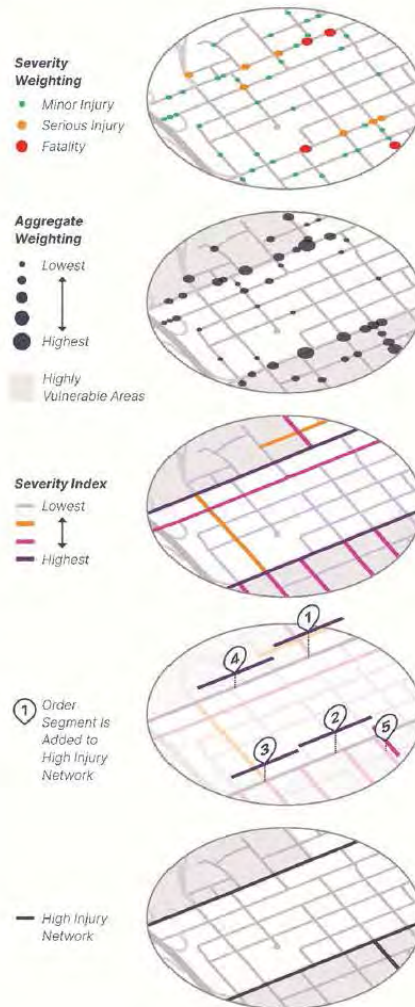 Severity
Weighting
Minor Injury
Serious Injury
Fatality
Aggregate
Weighting
Lowest
Highest
Highly
Vulnerable Areas
Severity Index
Lowest
Highest
1
4
2
3
5
1
Order
Segment Is
Added to
High Injury
Network
High Injury
Network